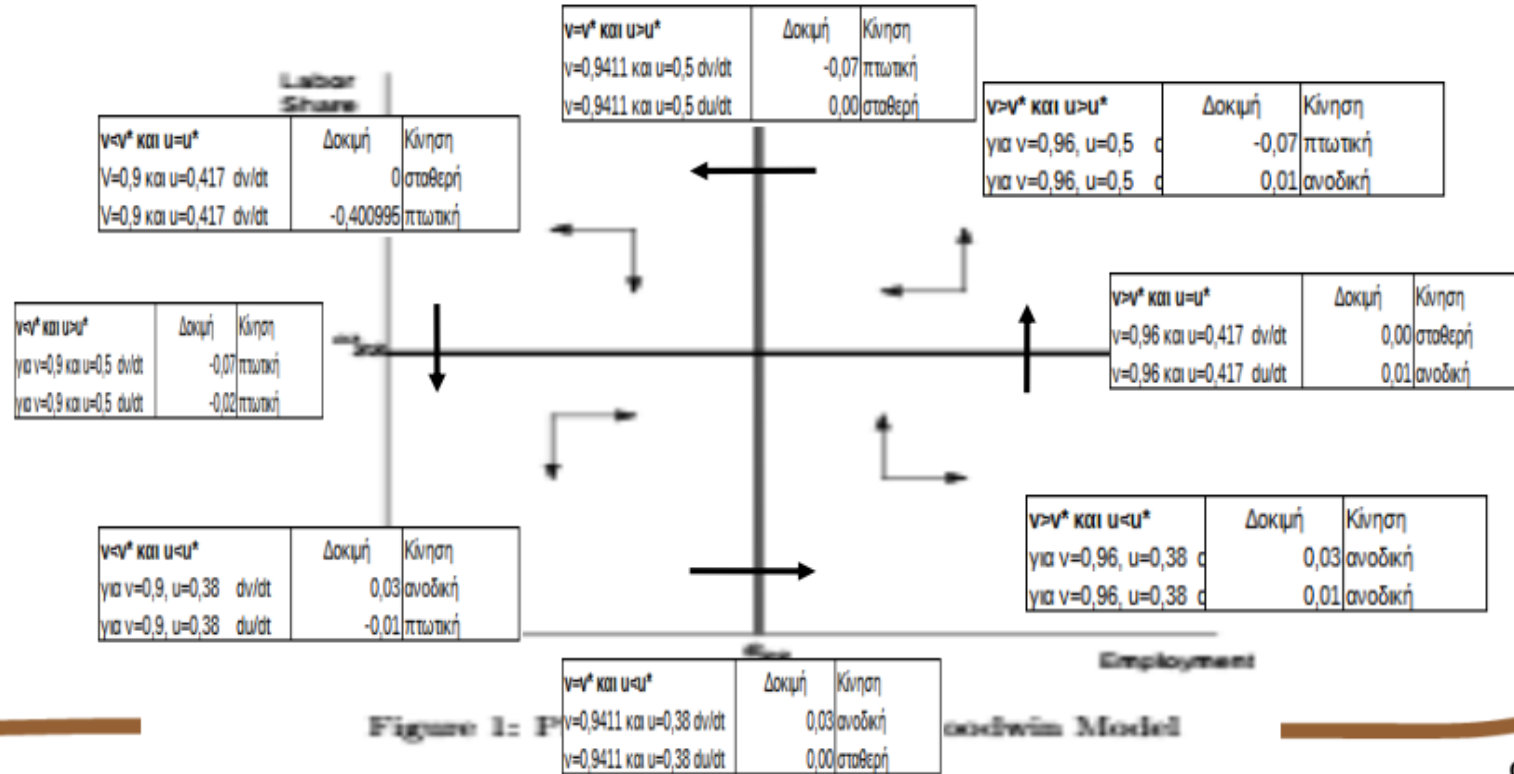 v=v* και u>u* Δοκιμή Κίνηση
v=0,9411 και u=0,5 dv/dt -0,07 πτωτική
v=0,9411 και u=0,5 du/dt 0,00 σταθερή
Labor
Share
v>v* και u>u* Δοκιμή Κίνηση
για v=0,96, u=0,5 -0,07 πτωτική
για v=0,96, u=0,5 0,01 ανοδική
v<v* και u=u* Δοκιμή Κίνηση
V=0,9 και u=0,417 dv/dt 0 σταθερή
V=0,9 και u=0,417 dv/dt -0,400995 πτωτική
v>v* και u=u* Δοκιμή Κίνηση
v=0,96 και u=0,417 dv/dt 0,00 σταθερή
v=0,96 και u=0,417 du/dt 0,01 ανοδική
v<v* και u>u* Δοκιμή Κίνηση
για v=0,9 και u=0,5 dv/dt -0,07 πτωτική
για v=0,9 και u=0,5 du/dt -0,02 πτωτική
v>v* και u<u* Δοκιμή Κίνηση
για v=0,96, u=0,38 0,03 ανοδική
για v=0,96, u=0,38 0,01 ανοδική
v<v* και u<u* Δοκιμή Κίνηση
για v=0,9, u=0,38 dv/dt 0,03 ανοδική
για v=0,9, u=0,38 du/dt -0,01 πτωτική
Employment
v=v* και u<u* Δοκιμή Κίνηση
v=0,9411 και u=0,38 dv/dt 0,03 ανοδική
v=0,9411 και u=0,38 du/dt 0,00 σταθερή
Figure 1: P oodwin Model